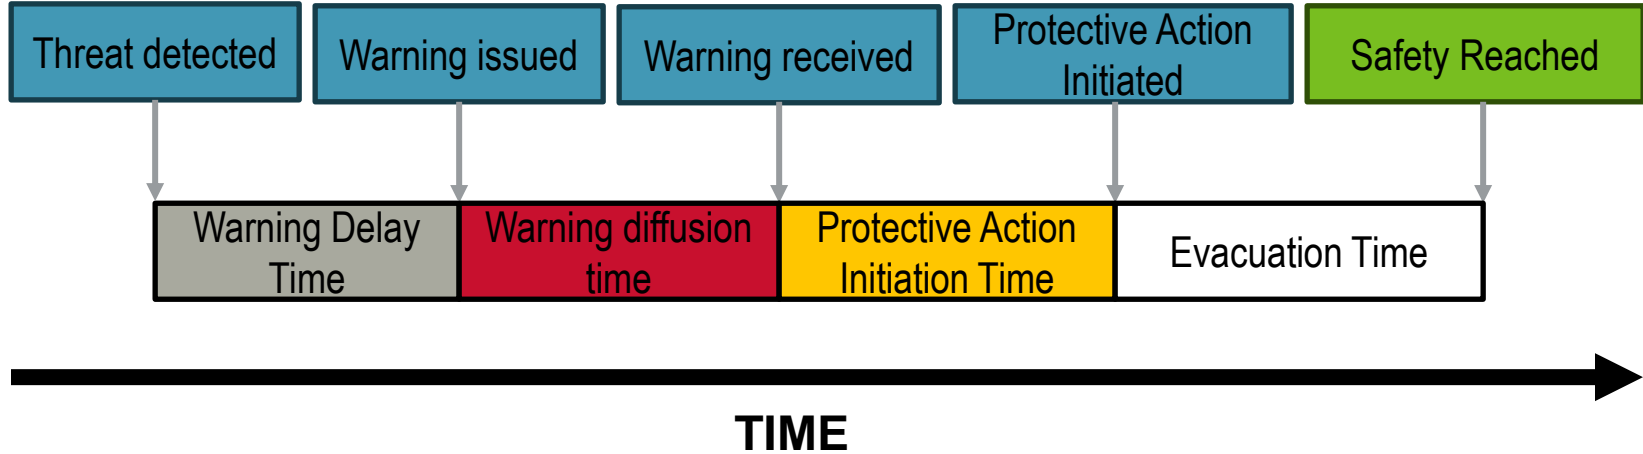 Threat detected
Warning issued
Warning received
Protective Action
Initiated
Safety Reached
Warning Delay
Time
Warning diffusion
time
Protective Action
Initiation Time
Evacuation Time
TIME